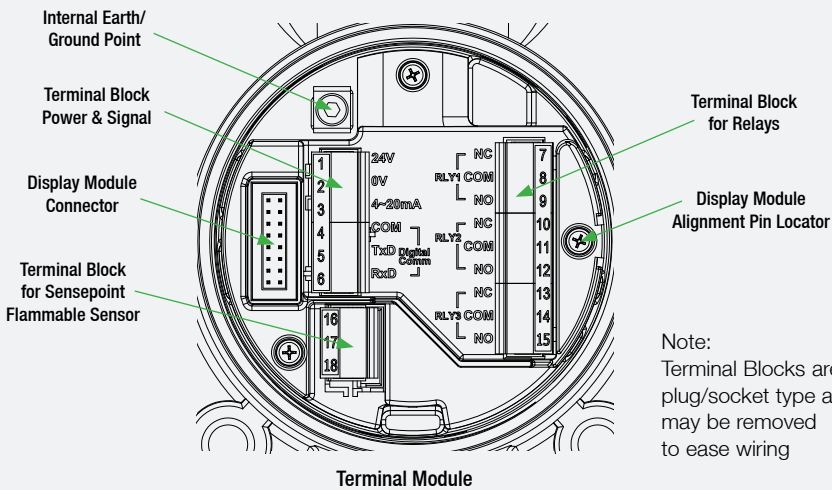 Internal Earth/
Ground Point
Terminal Block
Power & Signal
Display Module
Connector
Terminal Block
for Sensepoint
Flammable Sensor
1
2
3
4
5
6
24V
0V
4~20mA
COM
TxD
RxD
Digital
Comm
16
17
18
NC
RLY1 COM
NO
NC
RLY2
COM
NO
NC
RLY3 COM
NO
7
8
9
10
11
12
13
14
15
Terminal Block
for Relays
Display Module
Alignment Pin Locator
Note:
Terminal Blocks are
plug/socket type a
may be removed
to ease wiring
Terminal Module